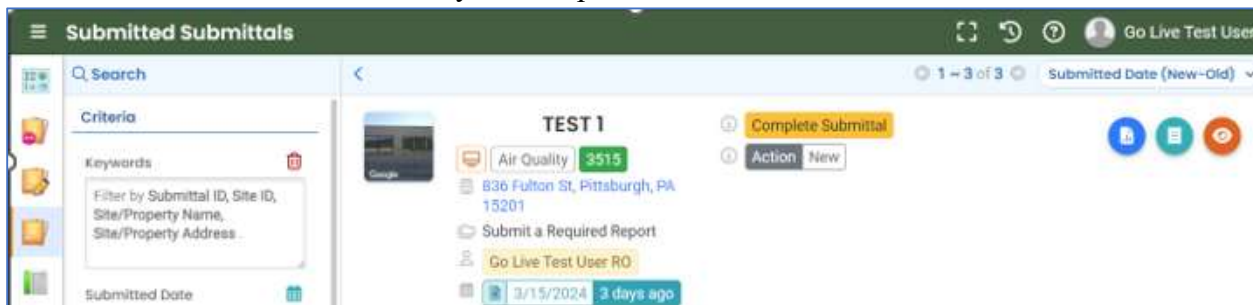 Submitted Submittals
Go Live Test User
Search
1 – 3 of 3
Submitted Date (New-Old)
Criteria
Keywords
Filter by Submittal ID, Site ID,
Site/Property Name,
Site/Property Address
Submitted Date
Google
TEST 1
Air Quality 3515
836 Fulton St, Pittsburgh, PA
15201
Submit a Required Report
Go Live Test User RO
3/15/2024 3 days ago
Complete Submittal
Action New